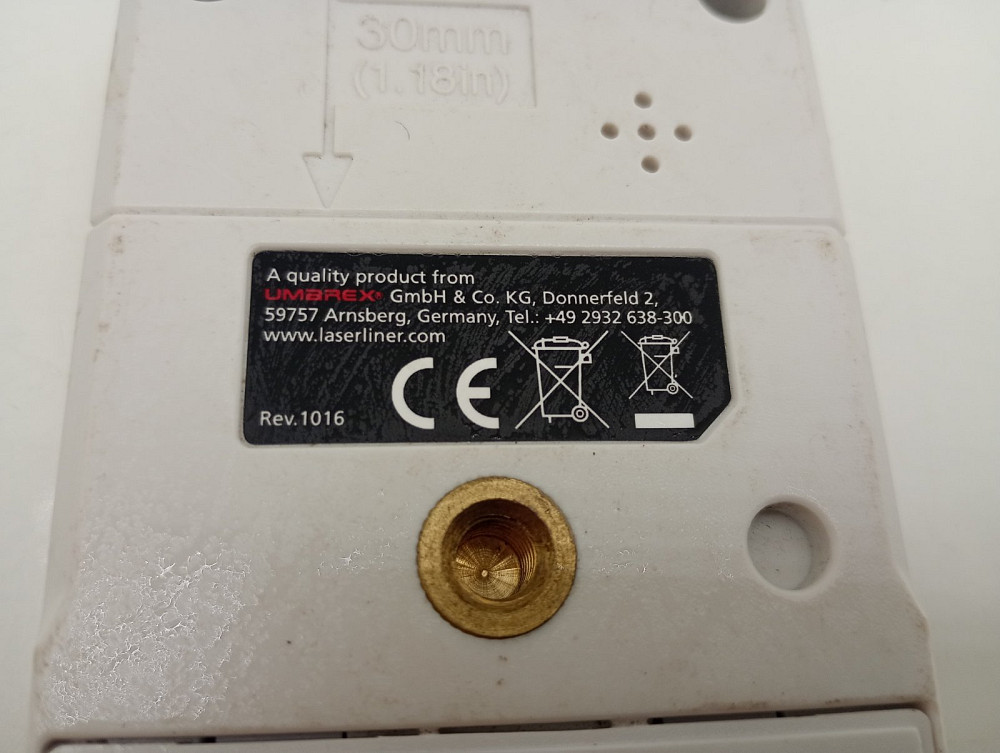 30mm
(1.18in)
A quality product from
UMAREX® GmbH & Co. KG, Donnerfeld 2,
59757 Arnsberg, Germany, Tel.: +49 2932 638-300
www.laserliner.com
CE
Rev.1016